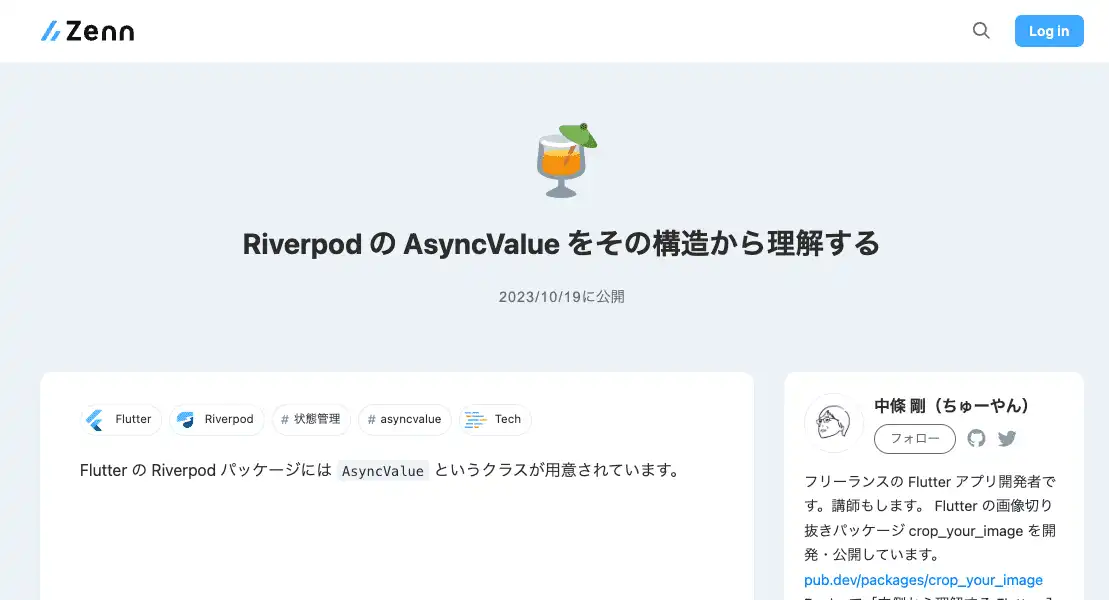 Zenn
Log in
Riverpod の AsyncValue をその構造から理解する
2023/10/19に公開
Flutter
Riverpod
# 状態管理
# asyncvalue
Tech
Flutter の Riverpod パッケージには AsyncValue というクラスが用意されています。
中條 剛（ちゅーやん）
フォロー
フリーランスの Flutter アプリ開発者で
す。講師もします。 Flutter の画像切り
抜きパッケージ crop_your_image を開
発・公開しています。
pub.dev/packages/crop_your_image